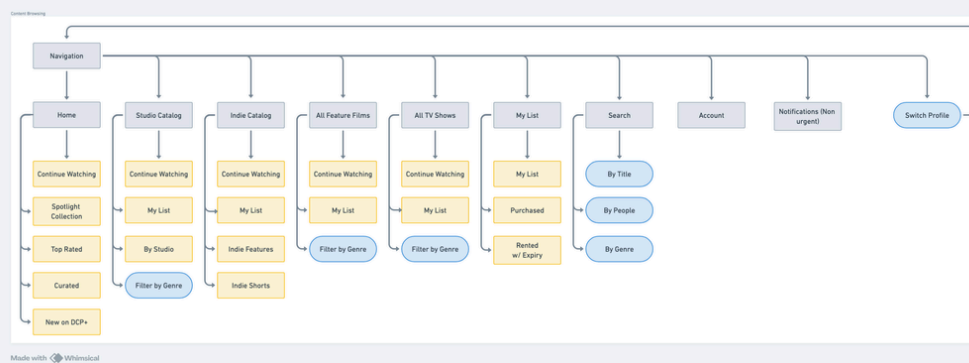 Content Browsing
Navigation
Home
Studio Catalog
Indie Catalog
All Feature Films
All TV Shows
My List
Search
Account
Notifications (Non
urgent)
Switch Profile
Continue Watching
Continue Watching
Continue Watching
Continue Watching
Continue Watching
My List
By Title
Spotlight
Collection
My List
My List
My List
My List
Purchased
By People
Top Rated
By Studio
Indie Features
Filter by Genre
Filter by Genre
Rented
w/ Expiry
By Genre
Curated
Filter by Genre
Indie Shorts
New on DCP+
Made with Whimsical